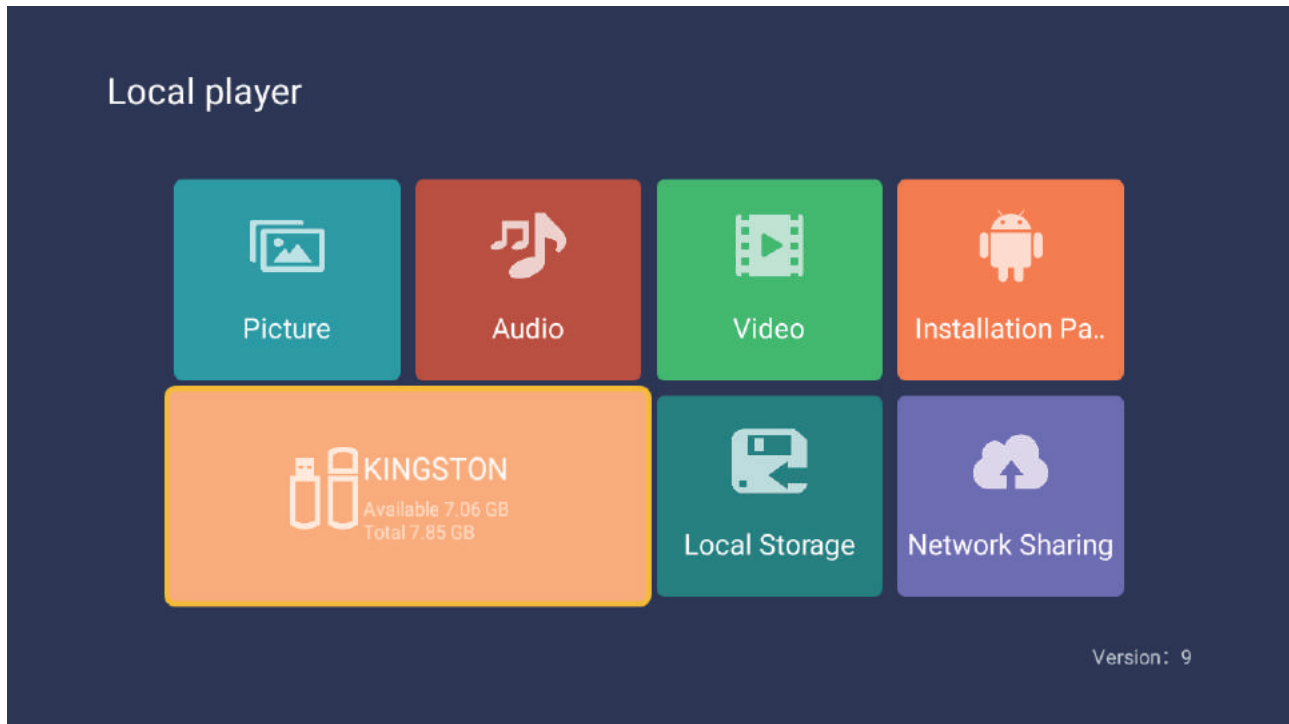 Local player
Picture
Audio
Video
Installation Pa..
KINGSTON
Available 7.06 GB
Total 7.85 GB
Local Storage
Network Sharing
Version: 9